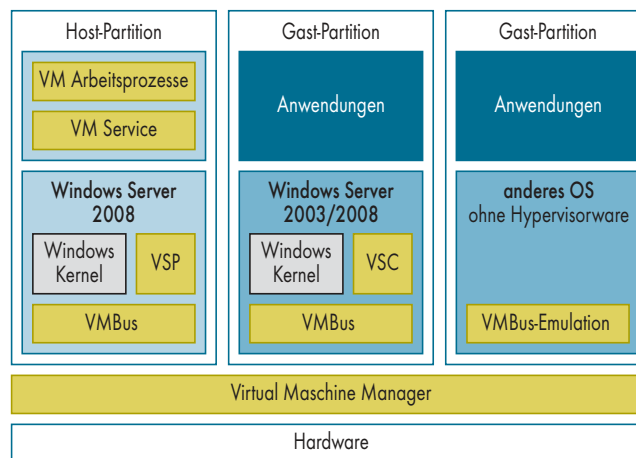 Host-Partition
VM Arbeitsprozesse
VM Service
Windows Server
2008
Windows
Kernel
VSP
VMBus
Gast-Partition
Anwendungen
Windows Server
2003/2008
Windows
Kernel
VSC
VMBus
Gast-Partition
Anwendungen
anderes OS
ohne Hypervisorware
VMBus-Emulation
Virtual Maschine Manager
Hardware